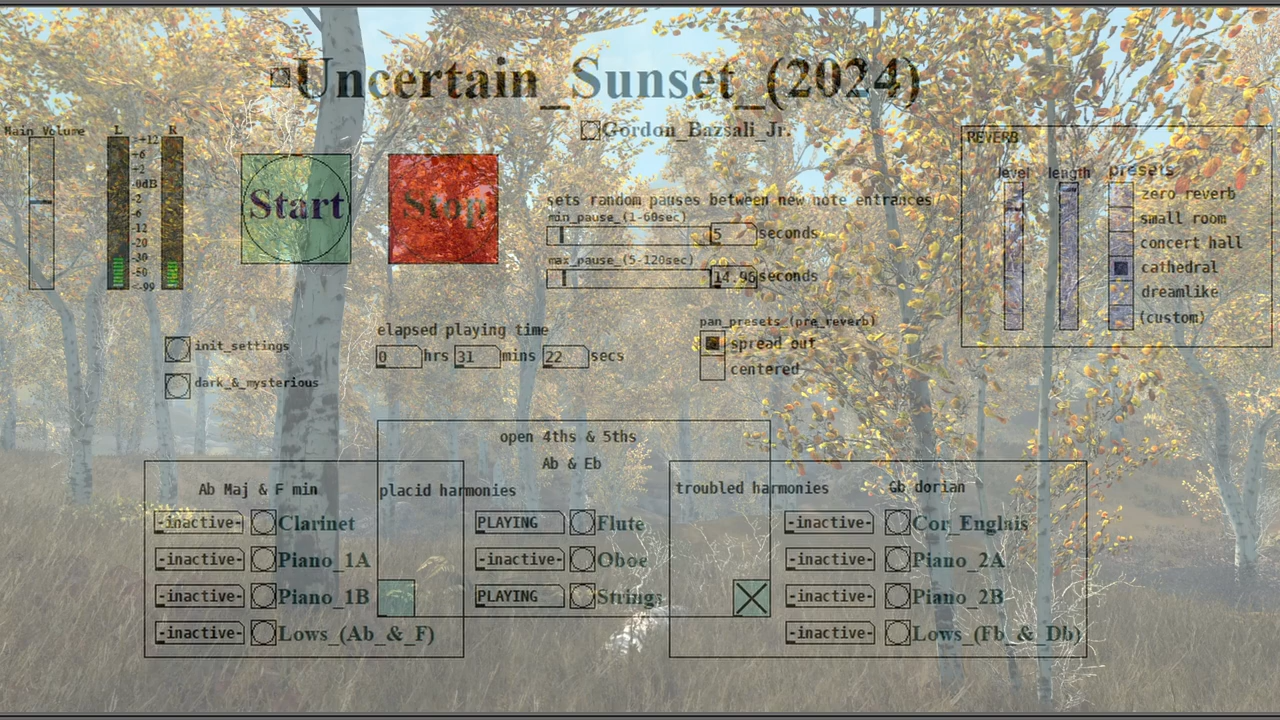 Uncertain_Sunset_(2024)
Gordon_Bazsali_Jr.
Main Volume
L R
+12
+6
+2
-0dB
-2
-6
-12
-20
-30
-50
-99
Start
Stop
sets random pauses between new note entrances
min_pause_(1-60sec)
5 seconds
max_pause_(5-120sec)
14.96 seconds
REVERB
level length presets
zero reverb
small room
concert hall
cathedral
dreamlike
(custom)
init_settings
dark_&_mysterious
elapsed playing time
0 hrs 31 mins 22 secs
pan_presets (pre_reverb)
spread out
centered
open 4ths & 5ths
Ab & Eb
Ab Maj & F min
placid harmonies
troubled harmonies
Gb dorian
-inactive- Clarinet
-inactive- Piano_1A
-inactive- Piano_1B
-inactive- Lows_(Ab_&_F)
PLAYING Flute
-inactive- Oboe
PLAYING Strings
-inactive- Cor_Englais
-inactive- Piano_2A
-inactive- Piano_2B
-inactive- Lows_(Fb_&_Db)